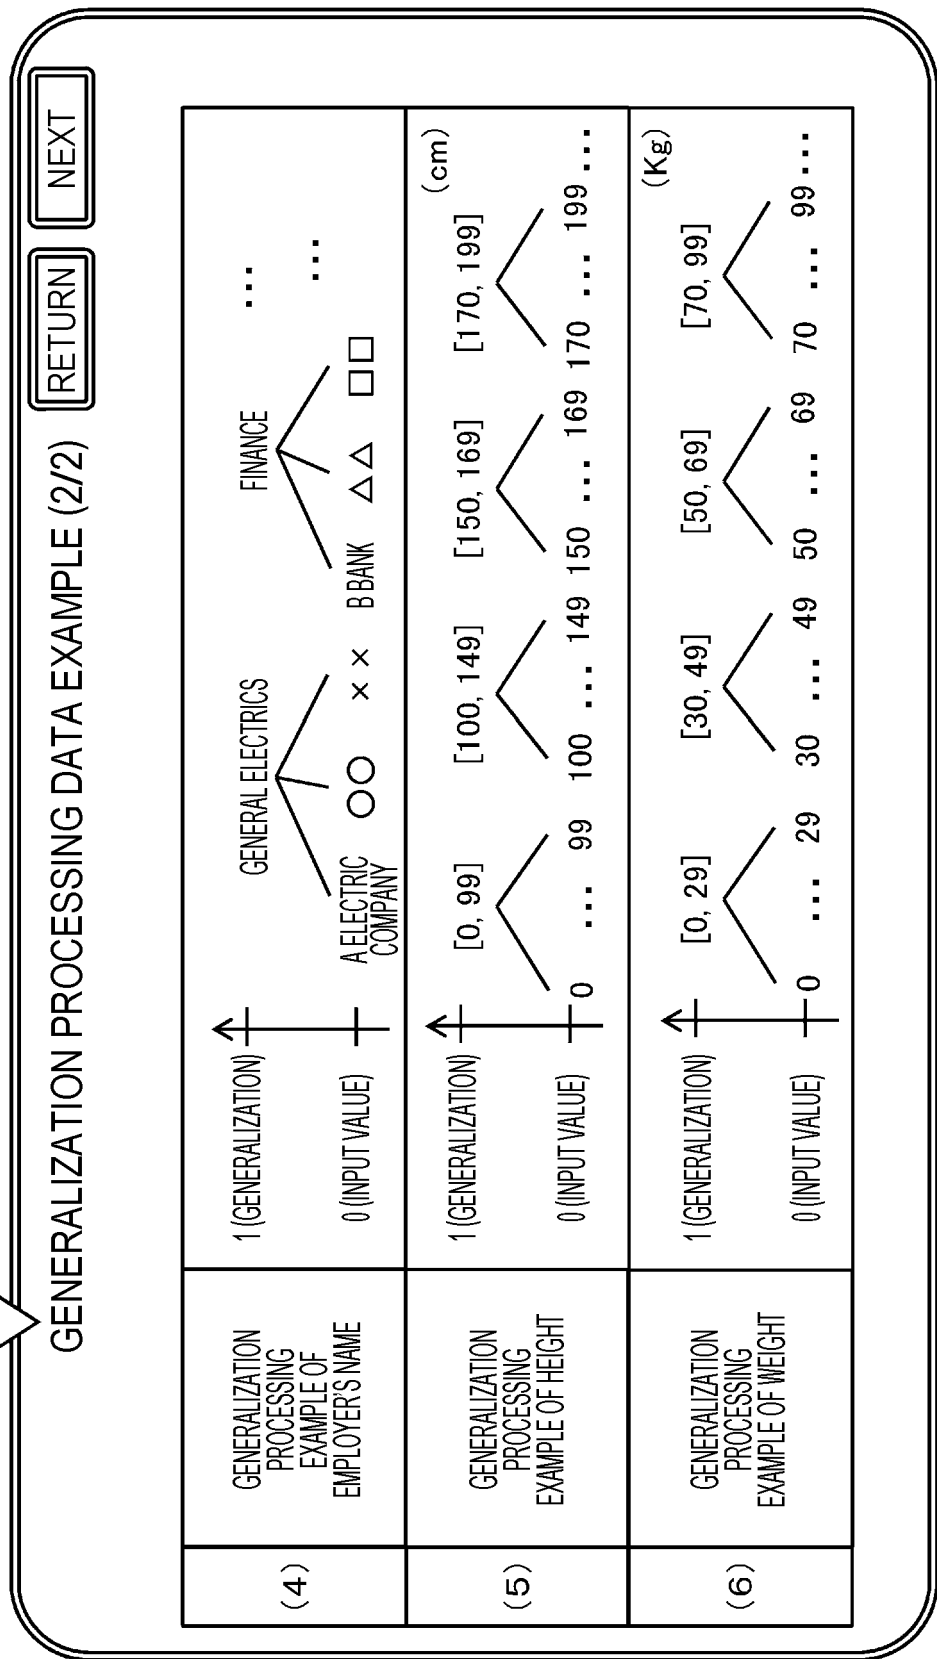 GENERALIZATION PROCESSING DATA EXAMPLE (2/2)
RETURN
NEXT
(4)
GENERALIZATION
PROCESSING
EXAMPLE OF
EMPLOYER'S NAME
1 (GENERALIZATION)
0 (INPUT VALUE)
GENERAL ELECTRICS
FINANCE
...
A ELECTRIC
COMPANY
○○
× ×
B BANK
△△
□□
...
(5)
GENERALIZATION
PROCESSING
EXAMPLE OF HEIGHT
1 (GENERALIZATION)
0 (INPUT VALUE)
(cm)
[0, 99]
[100, 149]
[150, 169]
[170, 199]
0 ... 99
100 ... 149
150 ... 169
170 ... 199 ...
(6)
GENERALIZATION
PROCESSING
EXAMPLE OF WEIGHT
1 (GENERALIZATION)
0 (INPUT VALUE)
(Kg)
[0, 29]
[30, 49]
[50, 69]
[70, 99]
0 ... 29
30 ... 49
50 ... 69
70 ... 99 ...